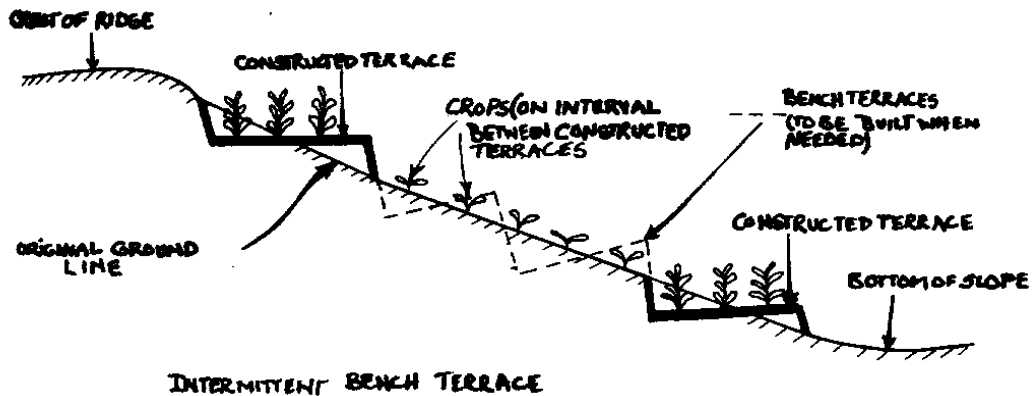 CREST OF RIDGE
CONSTRUCTED TERRACE
CROPS (ON INTERVAL
BETWEEN CONSTRUCTED
TERRACES
BENCH TERRACES
(TO BE BUILT WHEN
NEEDED)
CONSTRUCTED TERRACE
ORIGINAL GROUND
LINE
BOTTOM OF SLOPE
INTERMITTENT BENCH TERRACE